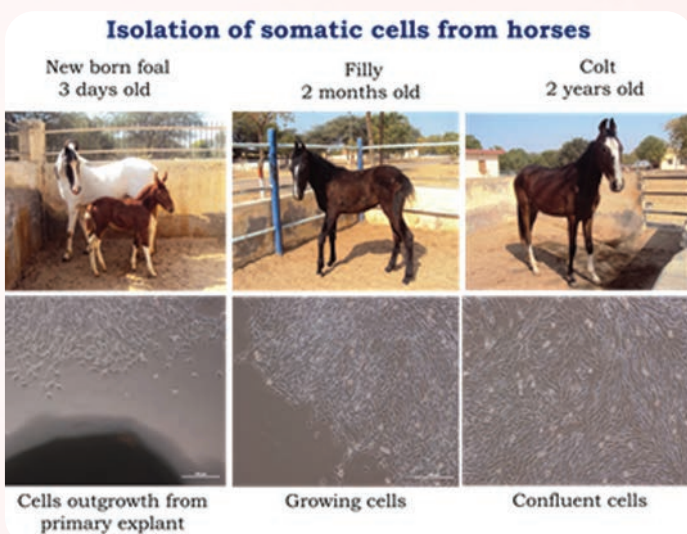 Isolation of somatic cells from horses
New born foal
3 days old
Filly
2 months old
Colt
2 years old
Cells outgrowth from
primary explant
Growing cells
Confluent cells